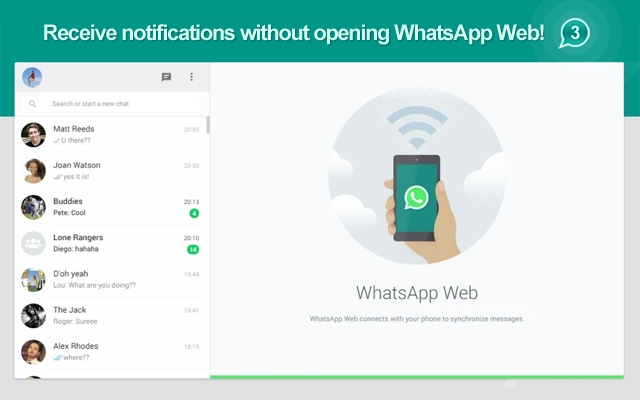 Receive notifications without opening WhatsApp Web!
3
Search or start a new chat
Matt Reeds 20:55
U there??
Joan Watson 20:55
yes it is!
Buddies 20:13
Pete: Cool 4
Lone Rangers 20:10
Diego: hahaha 14
D'oh yeah 19:44
Lou: What are you doing??
The Jack 19:41
Roger: Sureee
Alex Rhodes 18:15
where??
WhatsApp Web
WhatsApp Web connects with your phone to synchronize messages.